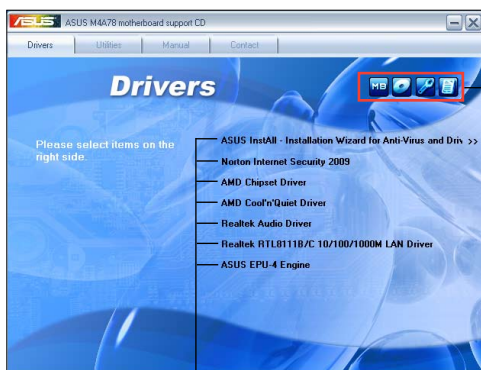 ASUS ASUS M4A78 motherboard support CD
Drivers Utilities Manual Contact
Drivers
MB
Please select items on the
right side.
ASUS InstAll - Installation Wizard for Anti-Virus and Driv >>
Norton Internet Security 2009
AMD Chipset Driver
AMD Cool'n'Quiet Driver
Realtek Audio Driver
Realtek RTL8111B/C 10/100/1000M LAN Driver
ASUS EPU-4 Engine